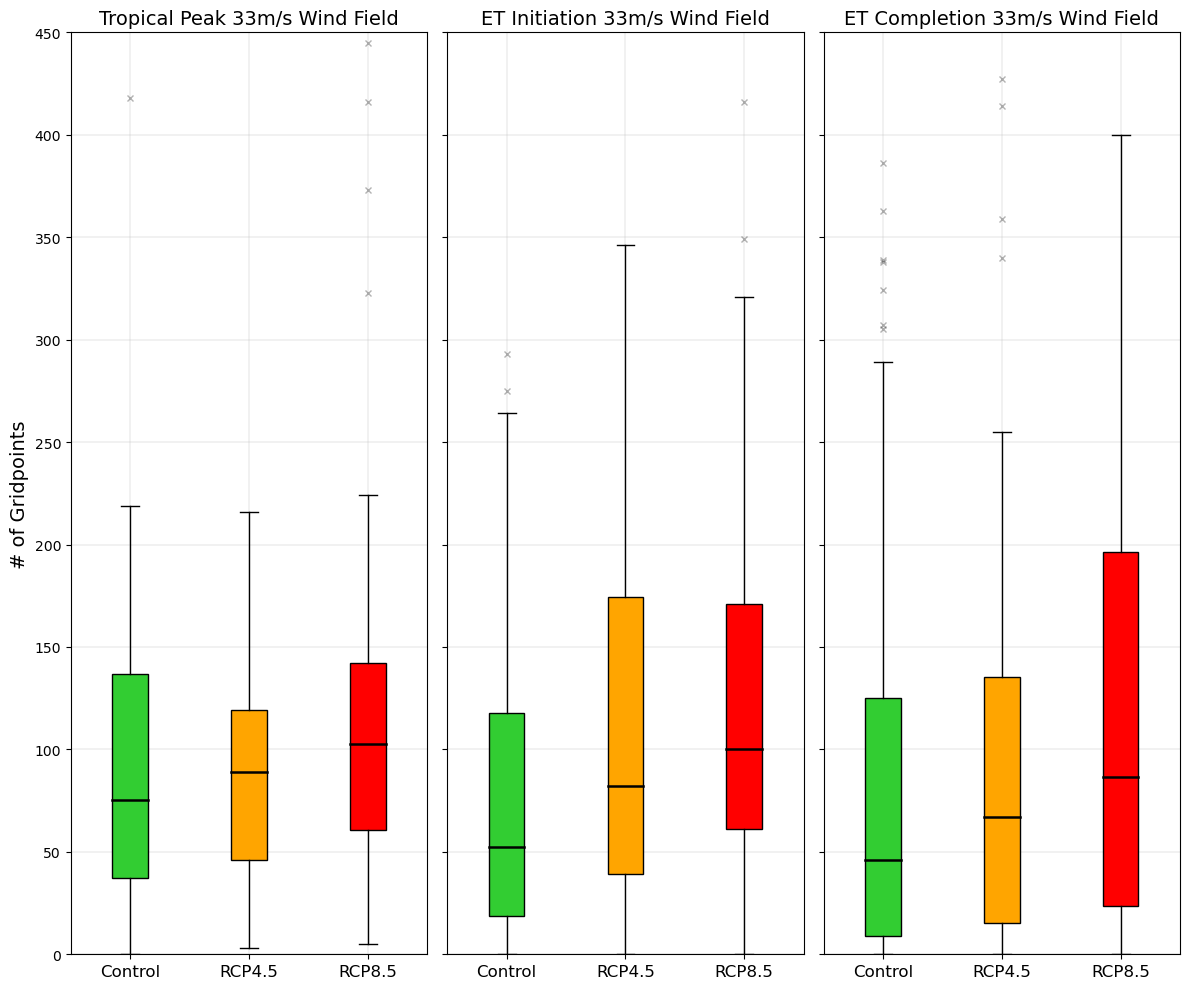 Tropical Peak 33m/s Wind Field
ET Initiation 33m/s Wind Field
ET Completion 33m/s Wind Field
# of Gridpoints
450
400
350
300
250
200
150
100
50
0
Control
RCP4.5
RCP8.5
Control
RCP4.5
RCP8.5
Control
RCP4.5
RCP8.5